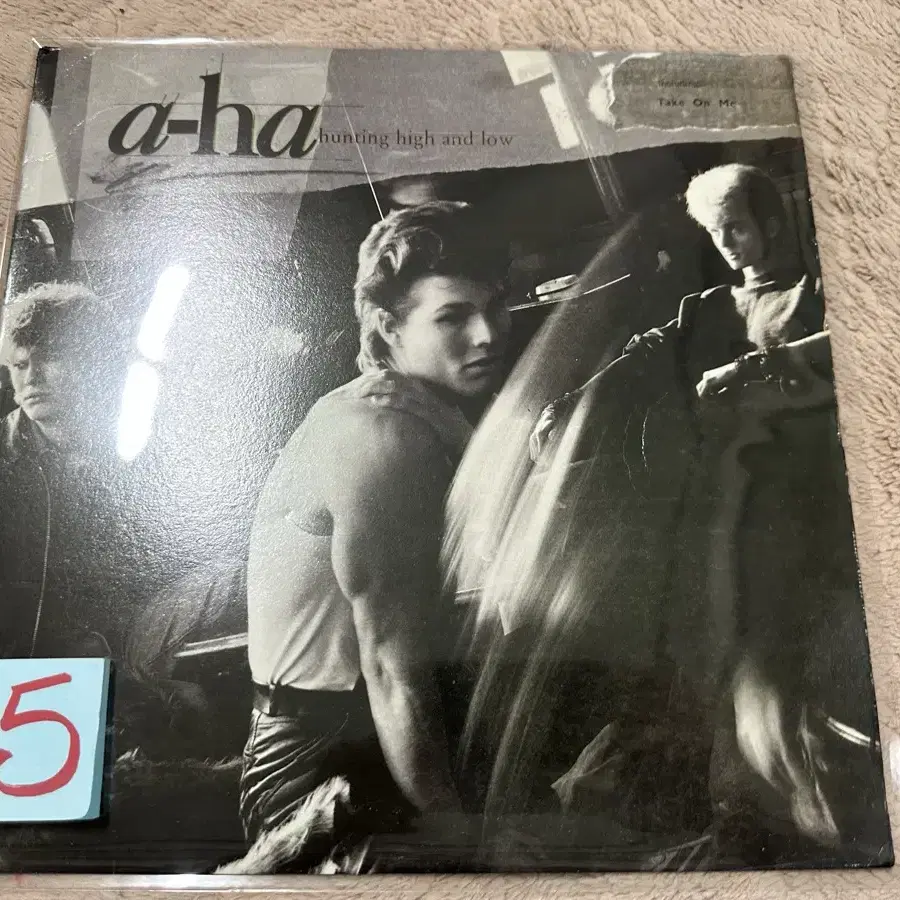 a-ha
hunting high and low
Take On Me
5